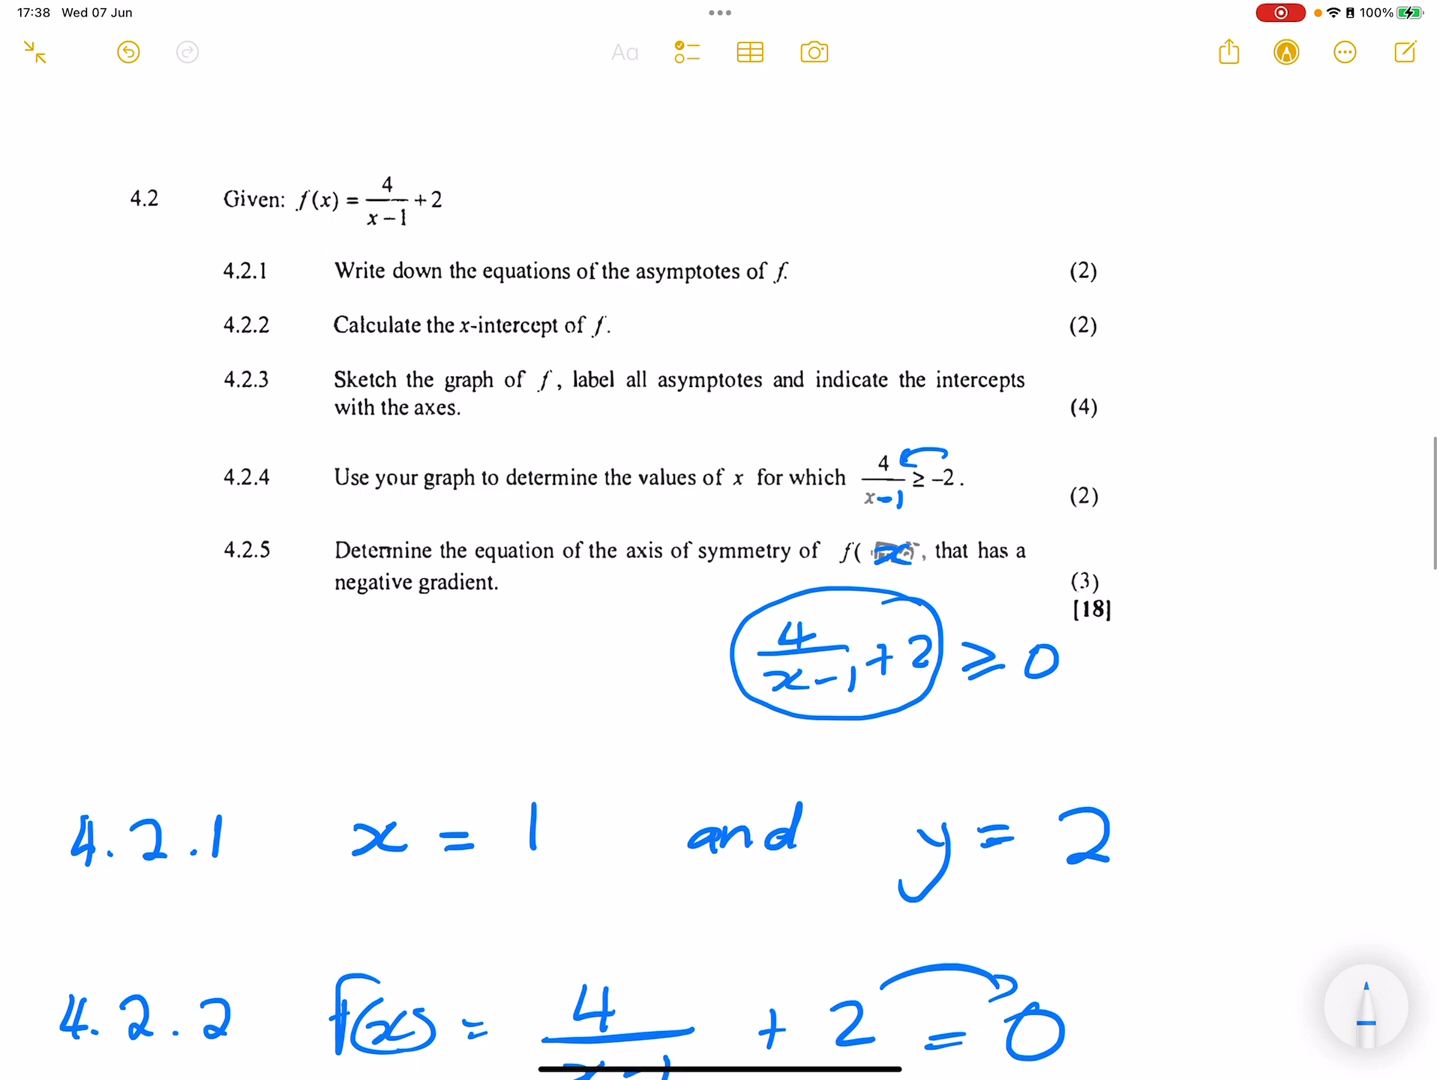 17:38 Wed 07 Jun
100%
Aa
4.2 Given: f(x) = 4/(x − 1) + 2
4.2.1 Write down the equations of the asymptotes of f. (2)
4.2.2 Calculate the x-intercept of f. (2)
4.2.3 Sketch the graph of f, label all asymptotes and indicate the intercepts
with the axes. (4)
4.2.4 Use your graph to determine the values of x for which 4/(x−1) ≥ −2. (2)
4.2.5 Determine the equation of the axis of symmetry of f( x , that has a
negative gradient. (3)
[18]
4/(x−1) + 2 ≥ 0
4.2.1 x = 1 and y = 2
4.2.2 f(x) = 4/(x−1) + 2 = 0